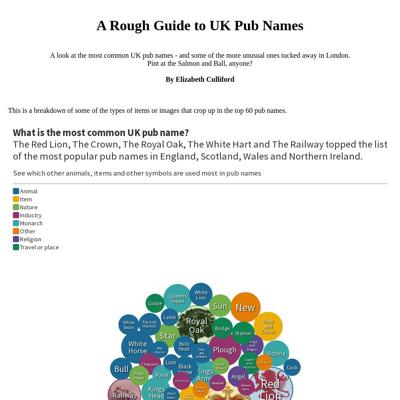 A Rough Guide to UK Pub Names
A look at the most common UK pub names - and some of the more unusual ones tucked away in London.
Pint at the Salmon and Ball, anyone?
By Elizabeth Culliford
This is a breakdown of some of the types of items or images that crop up in the top 60 pub names.
What is the most common UK pub name?
The Red Lion, The Crown, The Royal Oak, The White Hart and The Railway topped the list
of the most popular pub names in England, Scotland, Wales and Northern Ireland.
See which other animals, items and other symbols are used most in pub names
Animal
Item
Nature
Industry
Monarch
Other
Religion
Travel or place
Queens
Head
White
Lion
Globe
Sun
New
White
Swan
Fox and
Hounds
Lamb
Royal
Oak
Rose
and
Crown
Star
Bridge
Station
White
Horse
Bulls
Head
Plough
Victoria
Bull
Lion
Black
Kings
Arms
Cock
Royal
Angel
Railway
Kings
Head
Red
Lion